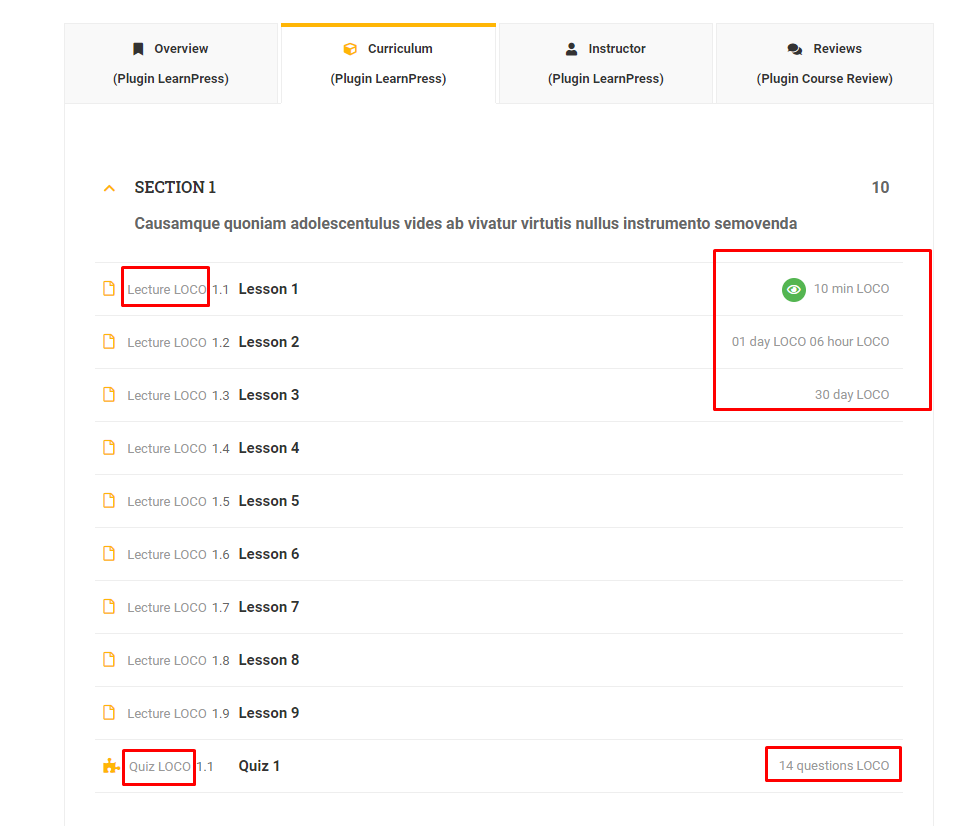 Overview
(Plugin LearnPress)
Curriculum
(Plugin LearnPress)
Instructor
(Plugin LearnPress)
Reviews
(Plugin Course Review)
SECTION 1 10
Causamque quoniam adolescentulus vides ab vivatur virtutis nullus instrumento semovenda
Lecture LOCO 1.1 Lesson 1 10 min LOCO
Lecture LOCO 1.2 Lesson 2 01 day LOCO 06 hour LOCO
Lecture LOCO 1.3 Lesson 3 30 day LOCO
Lecture LOCO 1.4 Lesson 4
Lecture LOCO 1.5 Lesson 5
Lecture LOCO 1.6 Lesson 6
Lecture LOCO 1.7 Lesson 7
Lecture LOCO 1.8 Lesson 8
Lecture LOCO 1.9 Lesson 9
Quiz LOCO 1.1 Quiz 1 14 questions LOCO